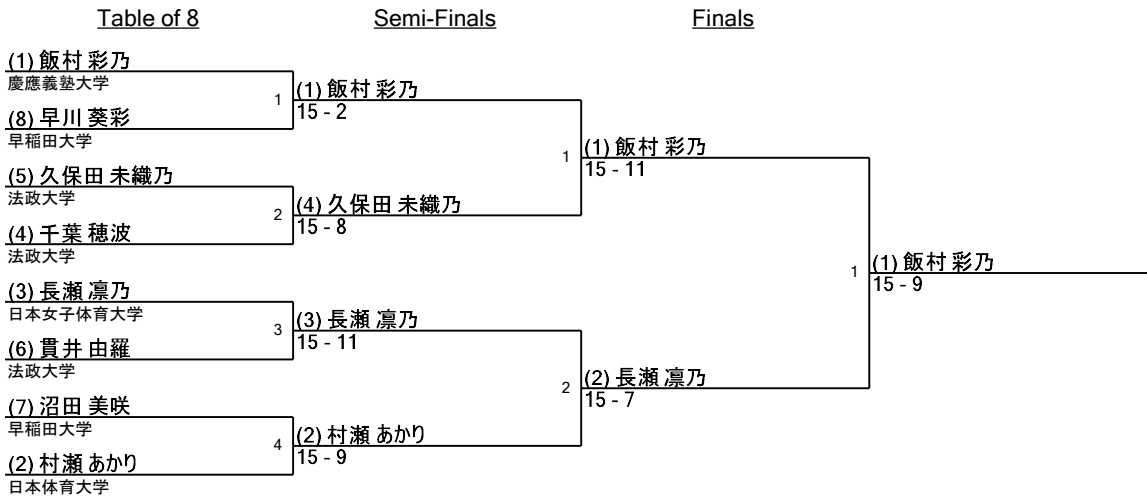 Table of 8
Semi-Finals
Finals
(1) 飯村 彩乃
慶應義塾大学
(8) 早川 葵彩
早稲田大学
(5) 久保田 未織乃
法政大学
(4) 千葉 穂波
法政大学
(3) 長瀬 凛乃
日本女子体育大学
(6) 貫井 由羅
法政大学
(7) 沼田 美咲
早稲田大学
(2) 村瀬 あかり
日本体育大学
1
(1) 飯村 彩乃
15 - 2
2
(4) 久保田 未織乃
15 - 8
3
(3) 長瀬 凛乃
15 - 11
4
(2) 村瀬 あかり
15 - 9
1
(1) 飯村 彩乃
15 - 11
2
(2) 長瀬 凛乃
15 - 7
1
(1) 飯村 彩乃
15 - 9